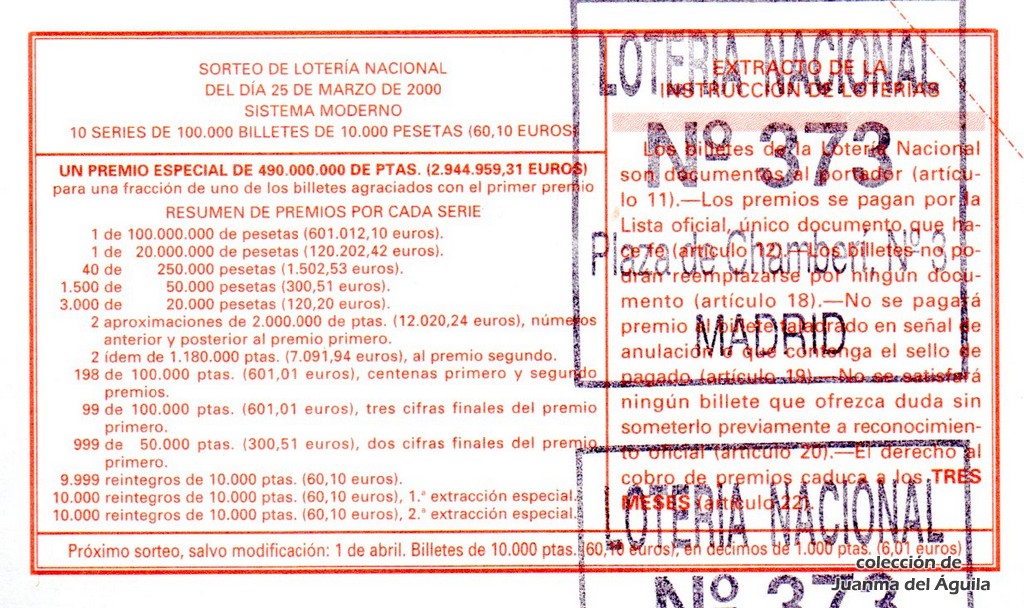 SORTEO DE LOTERÍA NACIONAL
DEL DÍA 25 DE MARZO DE 2000
SISTEMA MODERNO
10 SERIES DE 100.000 BILLETES DE 10.000 PESETAS (60,10 EUROS)
UN PREMIO ESPECIAL DE 490.000.000 DE PTAS. (2.944.959,31 EUROS)
para una fracción de uno de los billetes agraciados con el primer premio
RESUMEN DE PREMIOS POR CADA SERIE
1 de 100.000.000 de pesetas (601.012,10 euros).
1 de 20.000.000 de pesetas (120.202,42 euros).
40 de 250.000 pesetas (1.502,53 euros).
1.500 de 50.000 pesetas (300,51 euros).
3.000 de 20.000 pesetas (120,20 euros).
2 aproximaciones de 2.000.000 de ptas. (12.020,24 euros), números
anterior y posterior al premio primero.
2 ídem de 1.180.000 ptas. (7.091,94 euros), al premio segundo.
198 de 100.000 ptas. (601,01 euros), centenas primero y segundo
premios.
99 de 100.000 ptas. (601,01 euros), tres cifras finales del premio
primero.
999 de 50.000 ptas. (300,51 euros), dos cifras finales del premio
primero.
9.999 reintegros de 10.000 ptas. (60,10 euros).
10.000 reintegros de 10.000 ptas. (60,10 euros), 1.ª extracción especial.
10.000 reintegros de 10.000 ptas. (60,10 euros), 2.ª extracción especial.
EXTRACTO DE LA
INSTRUCCIÓN DE LOTERÍAS
Los billetes de la Lotería Nacional
son documentos al portador (artícu-
lo 11).—Los premios se pagan por la
Lista oficial, único documento que ha-
ce fe (artículo 12).—Los billetes no po-
drán reemplazarse por ningún docu-
mento (artículo 18).—No se pagará
premio al billete taladrado en señal de
anulación o que contenga el sello de
pagado (artículo 19).—No se satisfará
ningún billete que ofrezca duda sin
someterlo previamente a reconocimien-
to oficial (artículo 20).—El derecho al
cobro de premios caduca a los TRES
MESES (artículo 22).
Próximo sorteo, salvo modificación: 1 de abril. Billetes de 10.000 ptas. (60,10 euros), en décimos de 1.000 ptas. (6,01 euros)
LOTERIA NACIONAL
Nº 373
Plaza de Chamberí, Nº 3
MADRID
LOTERIA NACIONAL
Nº 373
colección de
Juanma del Águila